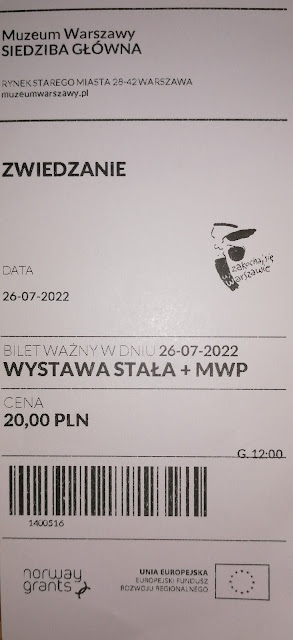 Muzeum Warszawy
SIEDZIBA GŁÓWNA
RYNEK STAREGO MIASTA 28-42 WARSZAWA
muzeumwarszawy.pl
ZWIEDZANIE
zakochaj się
w Warszawie
DATA
26-07-2022
BILET WAŻNY W DNIU 26-07-2022
WYSTAWA STAŁA + MWP
CENA
20,00 PLN
G. 12:00
1400516
norway
grants
UNIA EUROPEJSKA
EUROPEJSKI FUNDUSZ
ROZWOJU REGIONALNEGO